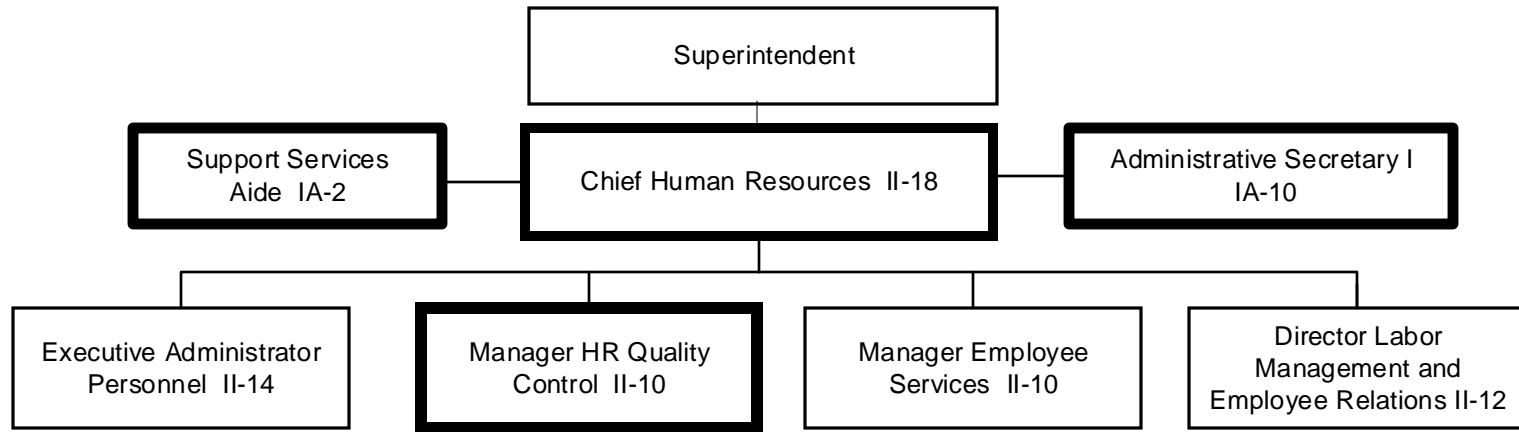 Superintendent
Support Services
Aide IA-2
Chief Human Resources II-18
Administrative Secretary I
IA-10
Executive Administrator
Personnel II-14
Manager HR Quality
Control II-10
Manager Employee
Services II-10
Director Labor
Management and
Employee Relations II-12